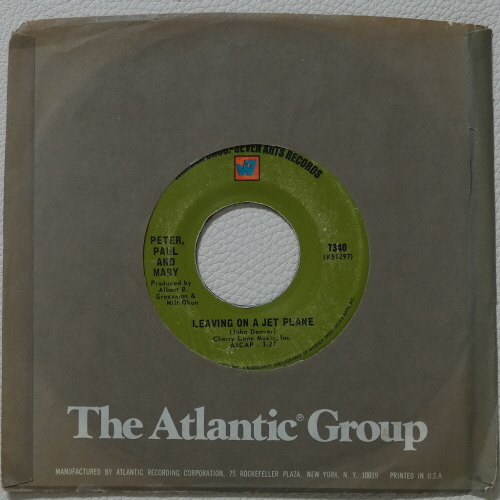 BROS. - SEVEN ARTS RECORDS
W7
PETER,
PAUL
AND
MARY
Produced by
Albert B.
Grossman &
Milt Okun
7340
(K51297)
LEAVING ON A JET PLANE
(John Denver)
Cherry Lane Music, Inc.
ASCAP - 3:27
The Atlantic® Group
MANUFACTURED BY ATLANTIC RECORDING CORPORATION, 75 ROCKEFELLER PLAZA, NEW YORK, N. Y. 10019 PRINTED IN U.S.A.